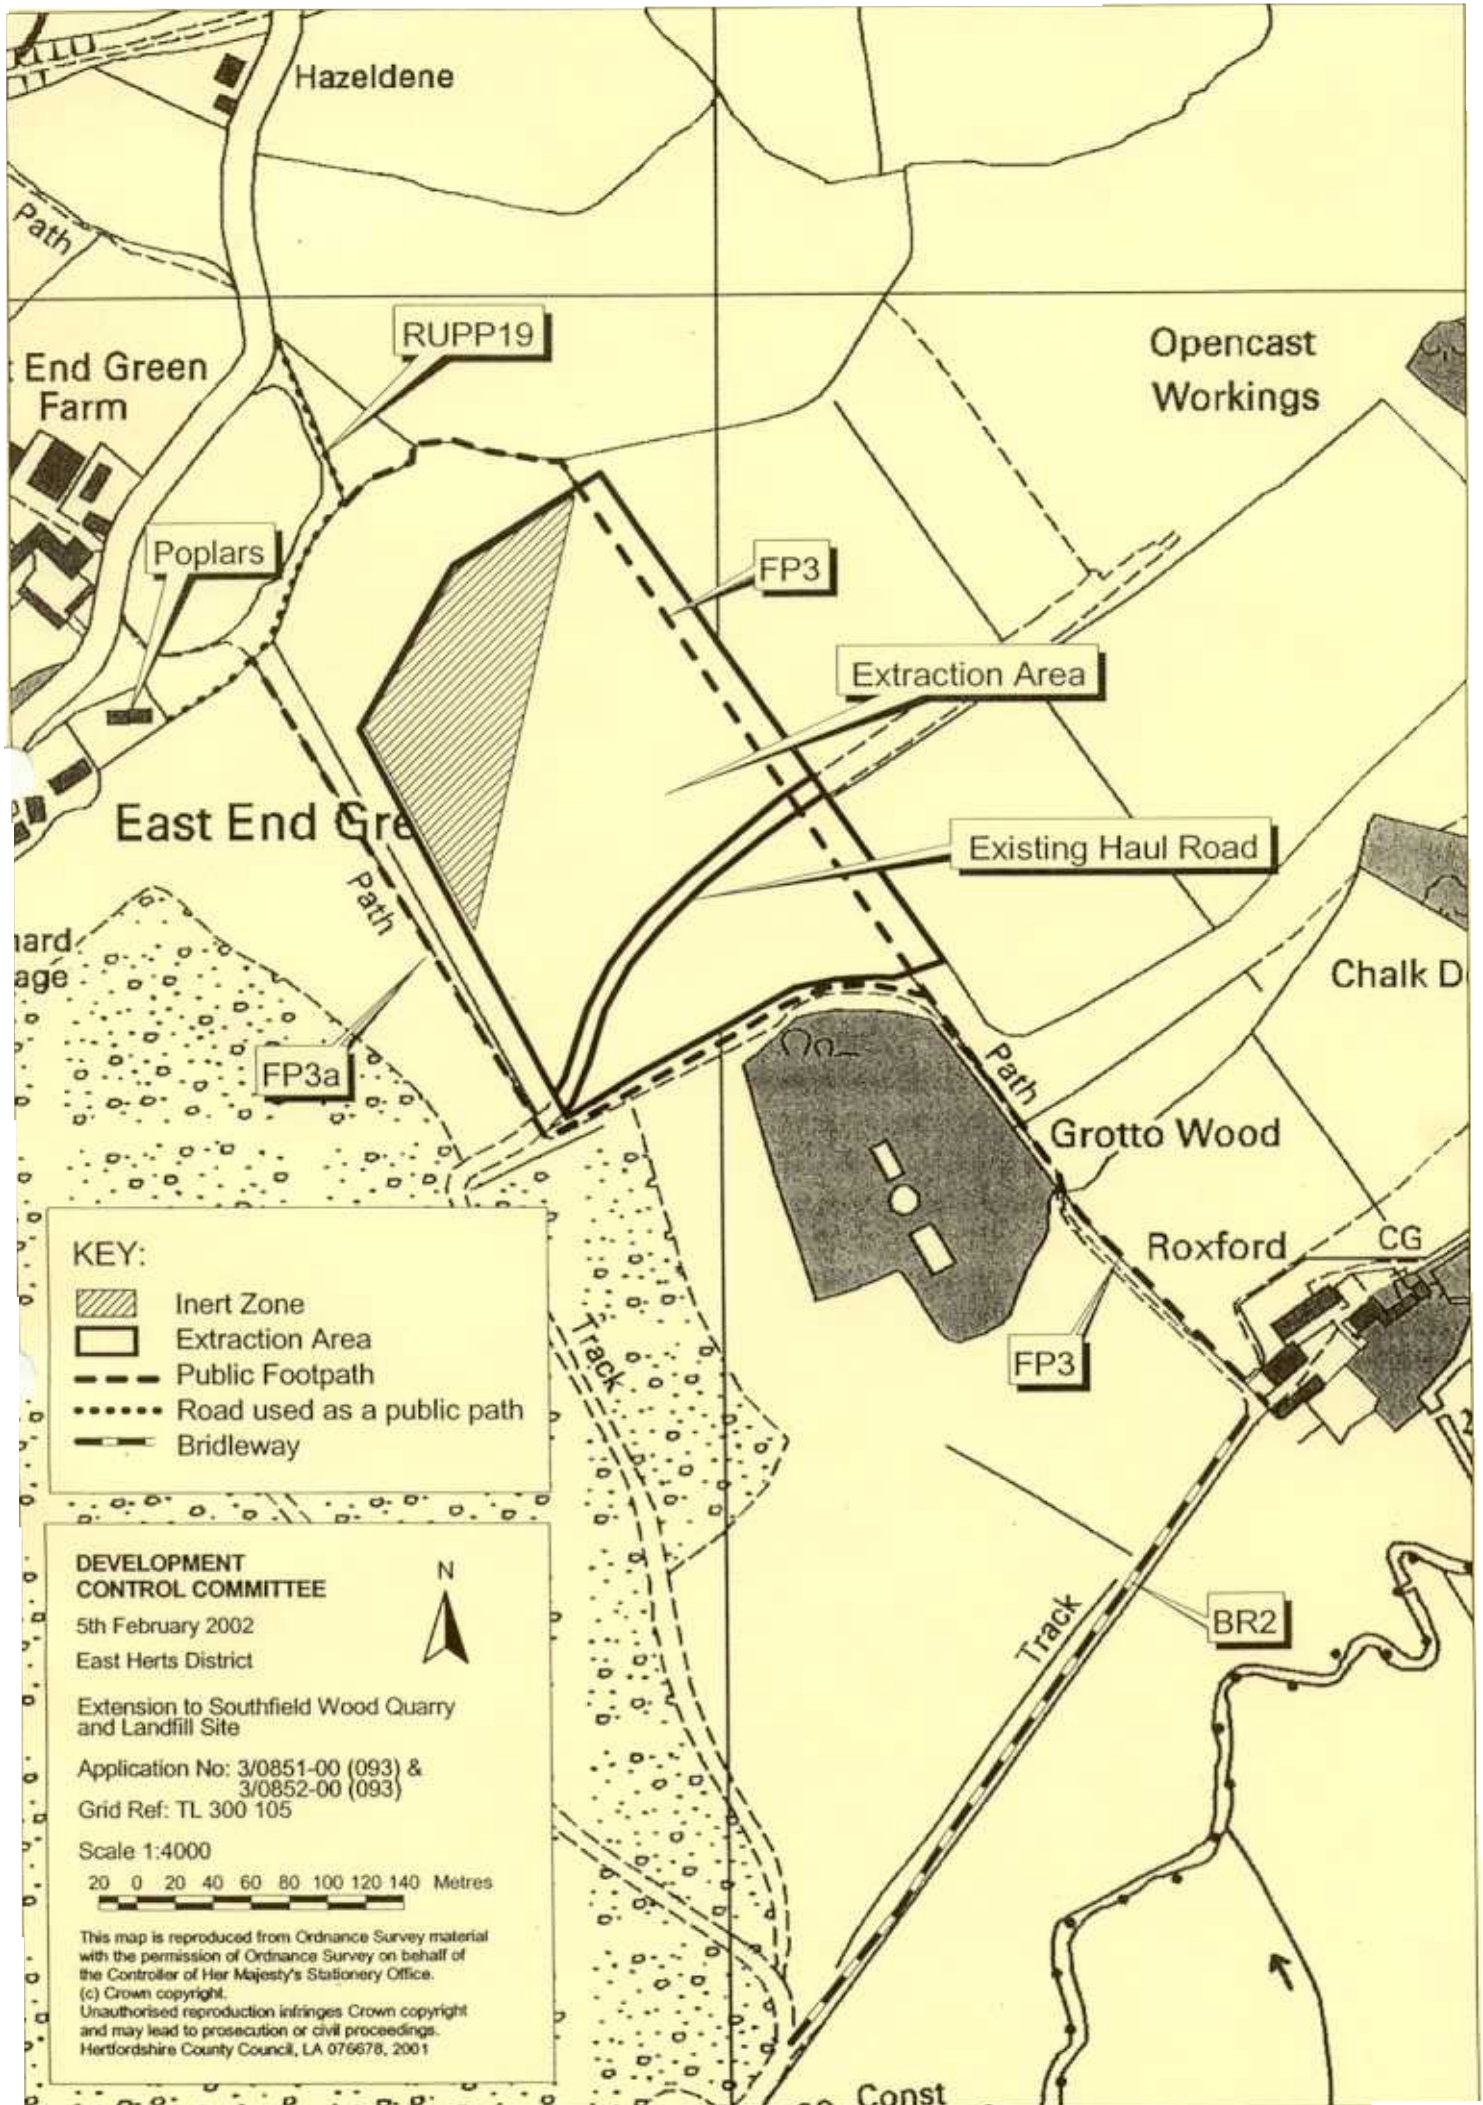 Hazeldene
Path
RUPP19
Opencast
Workings
End Green
Farm
Poplars
FP3
Extraction Area
East End Gre
Existing Haul Road
Path
Chalk D
FP3a
Path
Grotto Wood
Roxford
CG
FP3
Track
KEY:
Inert Zone
Extraction Area
Public Footpath
Road used as a public path
Bridleway
BR2
Track
DEVELOPMENT
CONTROL COMMITTEE
N
5th February 2002
East Herts District
Extension to Southfield Wood Quarry
and Landfill Site
Application No: 3/0851-00 (093) &
3/0852-00 (093)
Grid Ref: TL 300 105
Scale 1:4000
20 0 20 40 60 80 100 120 140 Metres
This map is reproduced from Ordnance Survey material
with the permission of Ordnance Survey on behalf of
the Controller of Her Majesty's Stationery Office.
(c) Crown copyright.
Unauthorised reproduction infringes Crown copyright
and may lead to prosecution or civil proceedings.
Hertfordshire County Council, LA 076678, 2001
Const